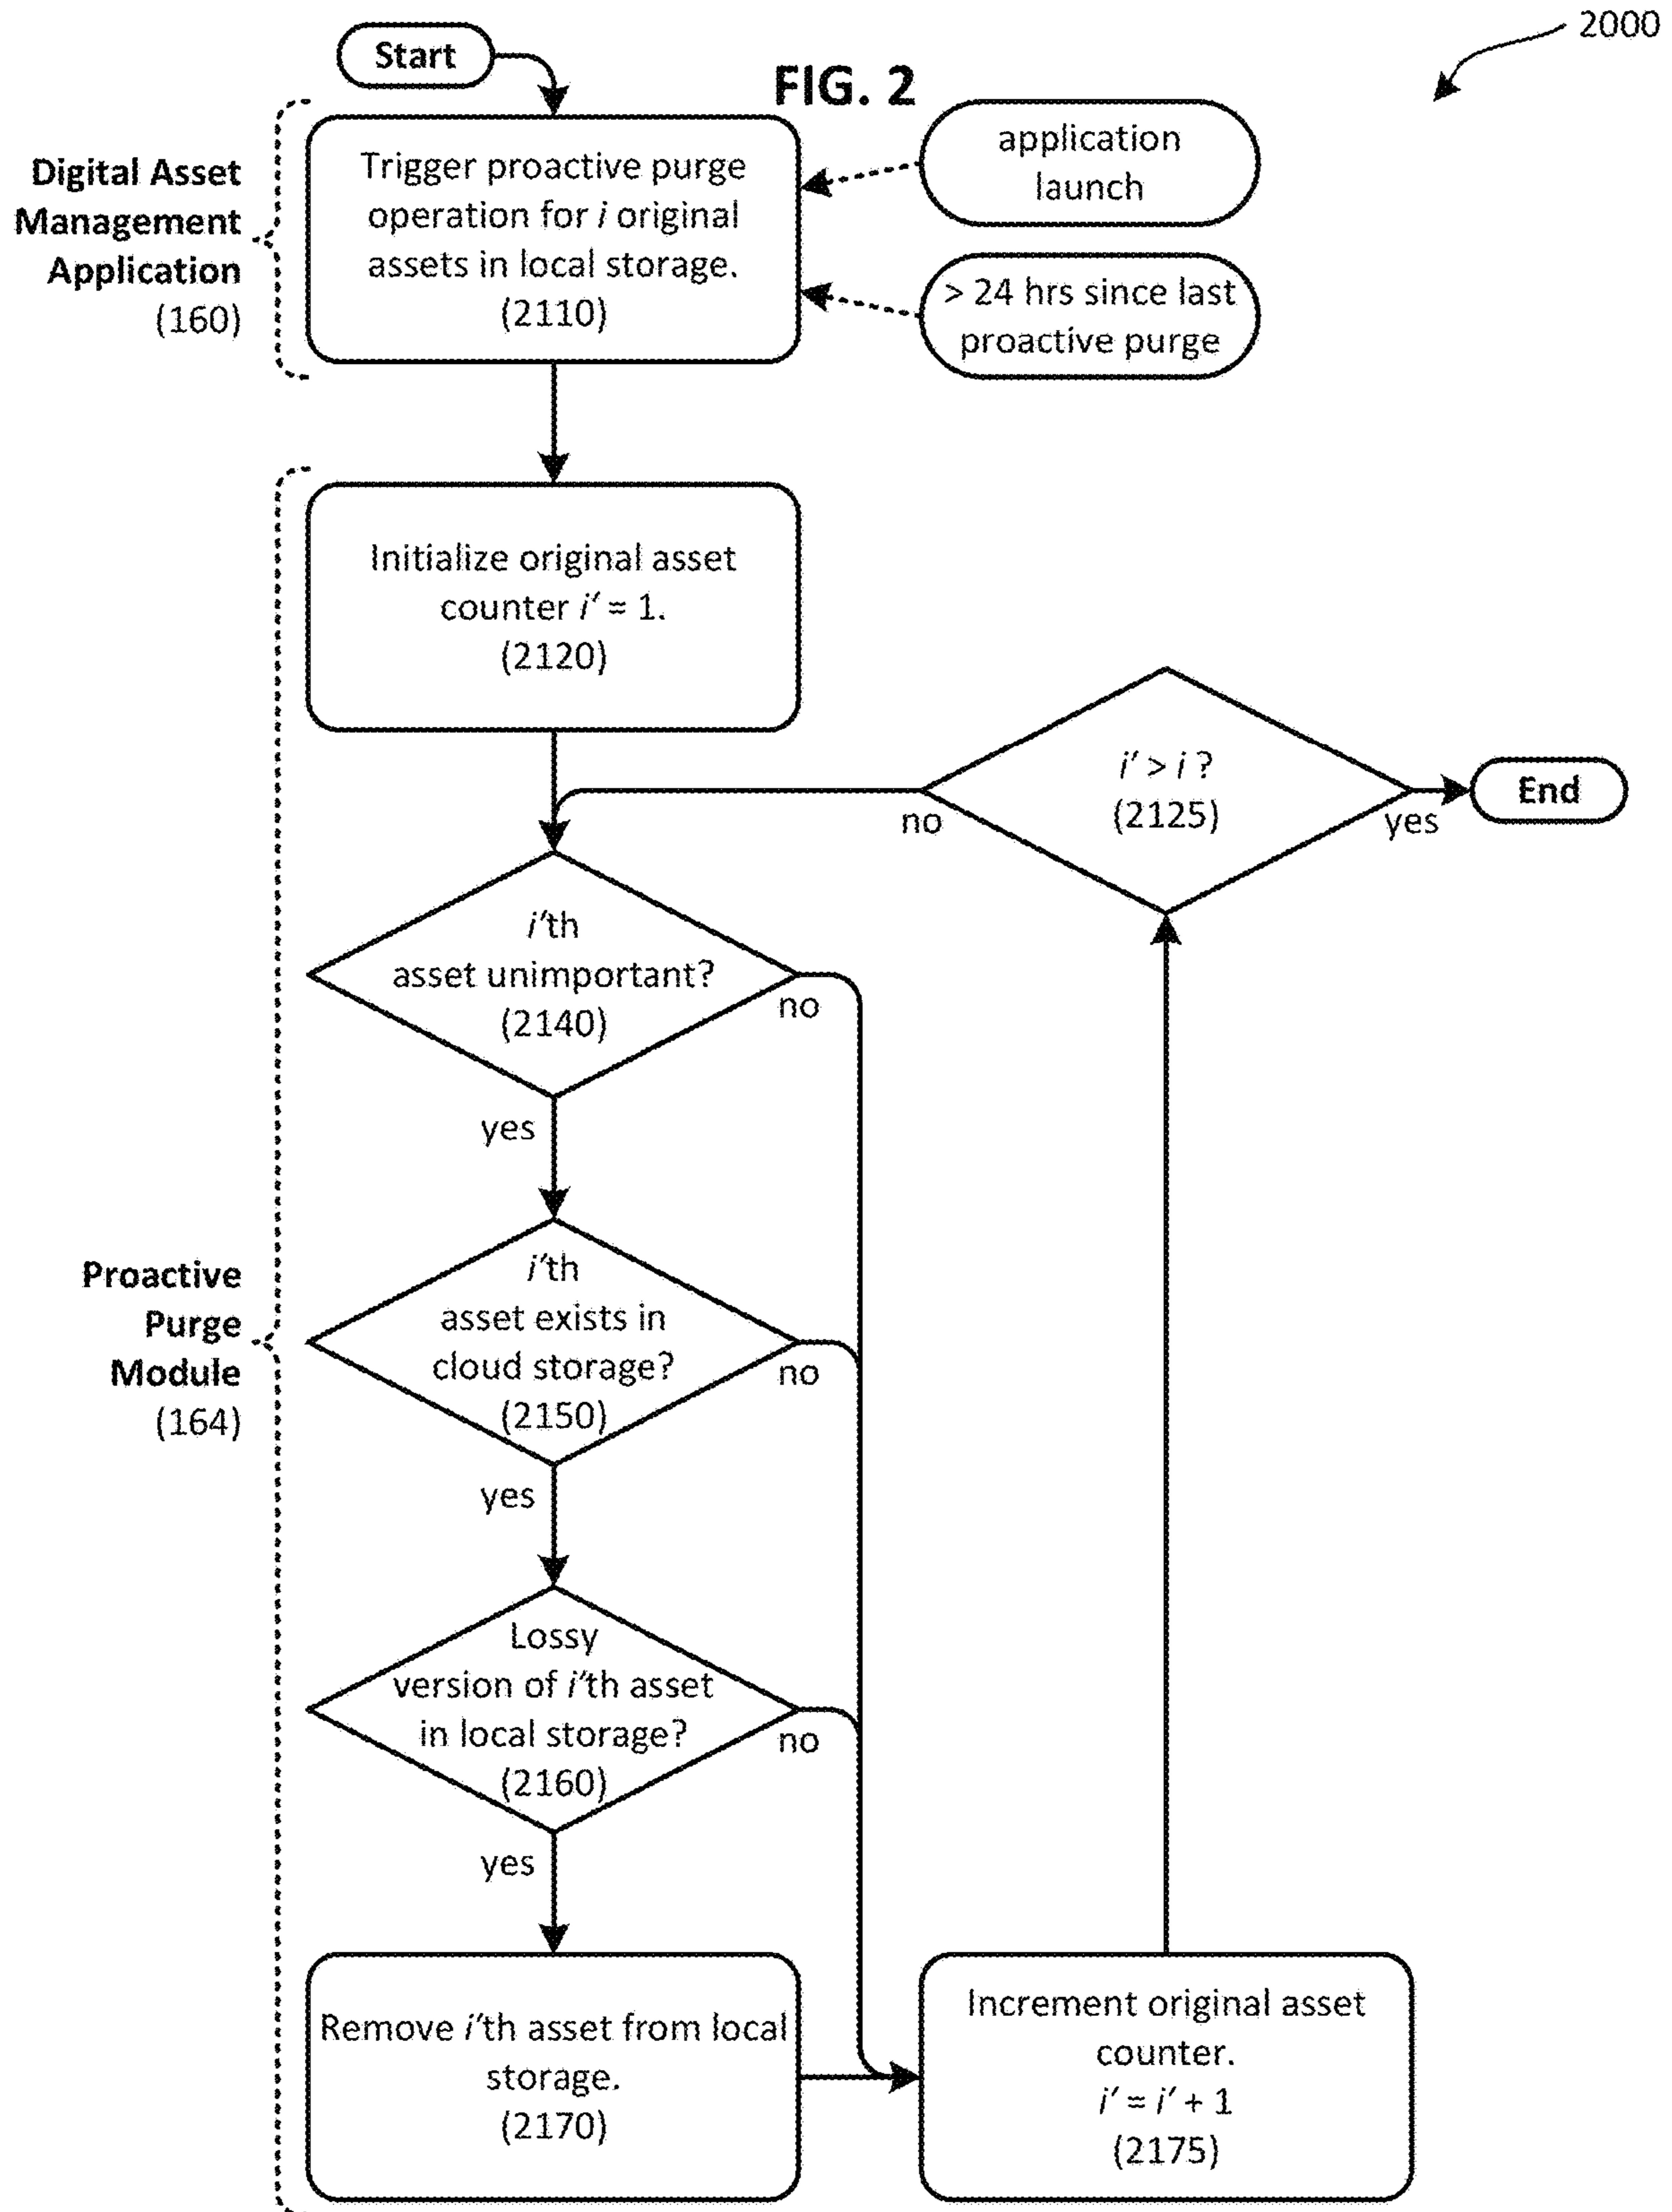 2000
Start
FIG. 2
Digital Asset
Management
Application
(160)
Trigger proactive purge
operation for i original
assets in local storage.
(2110)
application
launch
> 24 hrs since last
proactive purge
Initialize original asset
counter i′ = 1.
(2120)
i′ > i ?
(2125)
no
yes
End
i′th
asset unimportant?
(2140)
no
yes
Proactive
Purge
Module
(164)
i′th
asset exists in
cloud storage?
(2150)
no
yes
Lossy
version of i′th asset
in local storage?
(2160)
no
yes
Remove i′th asset from local
storage.
(2170)
Increment original asset
counter.
i′ = i′ + 1
(2175)